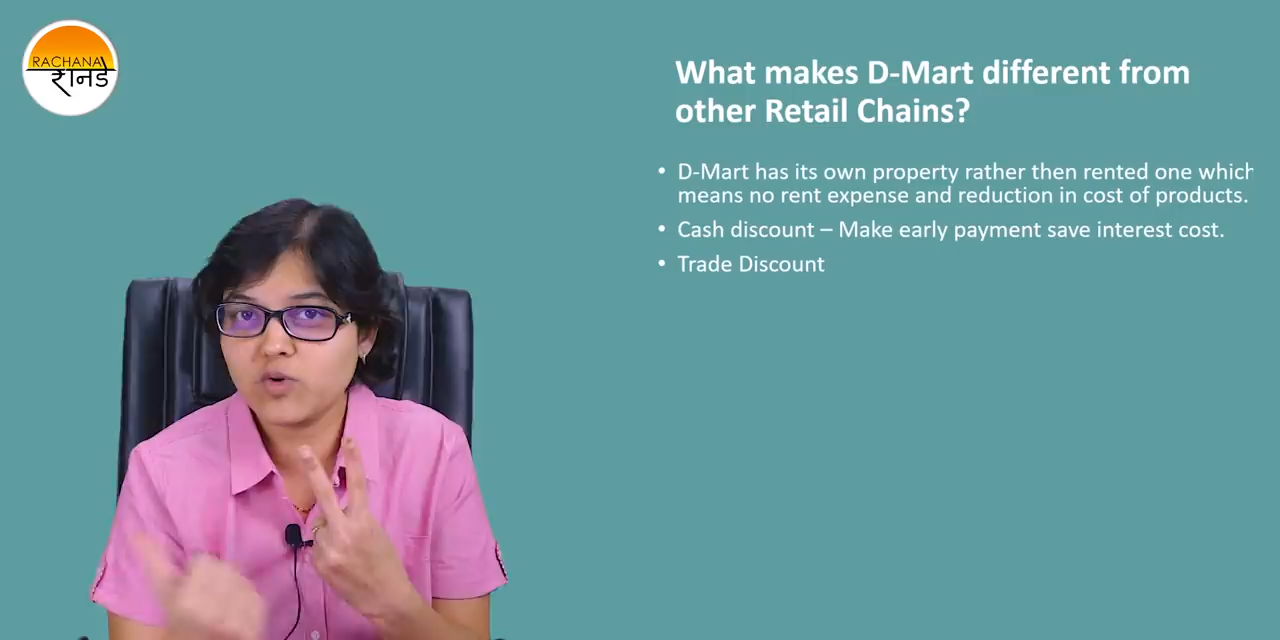 RACHANA
रानडे
What makes D-Mart different from
other Retail Chains?
• D-Mart has its own property rather then rented one which
means no rent expense and reduction in cost of products.
• Cash discount – Make early payment save interest cost.
• Trade Discount